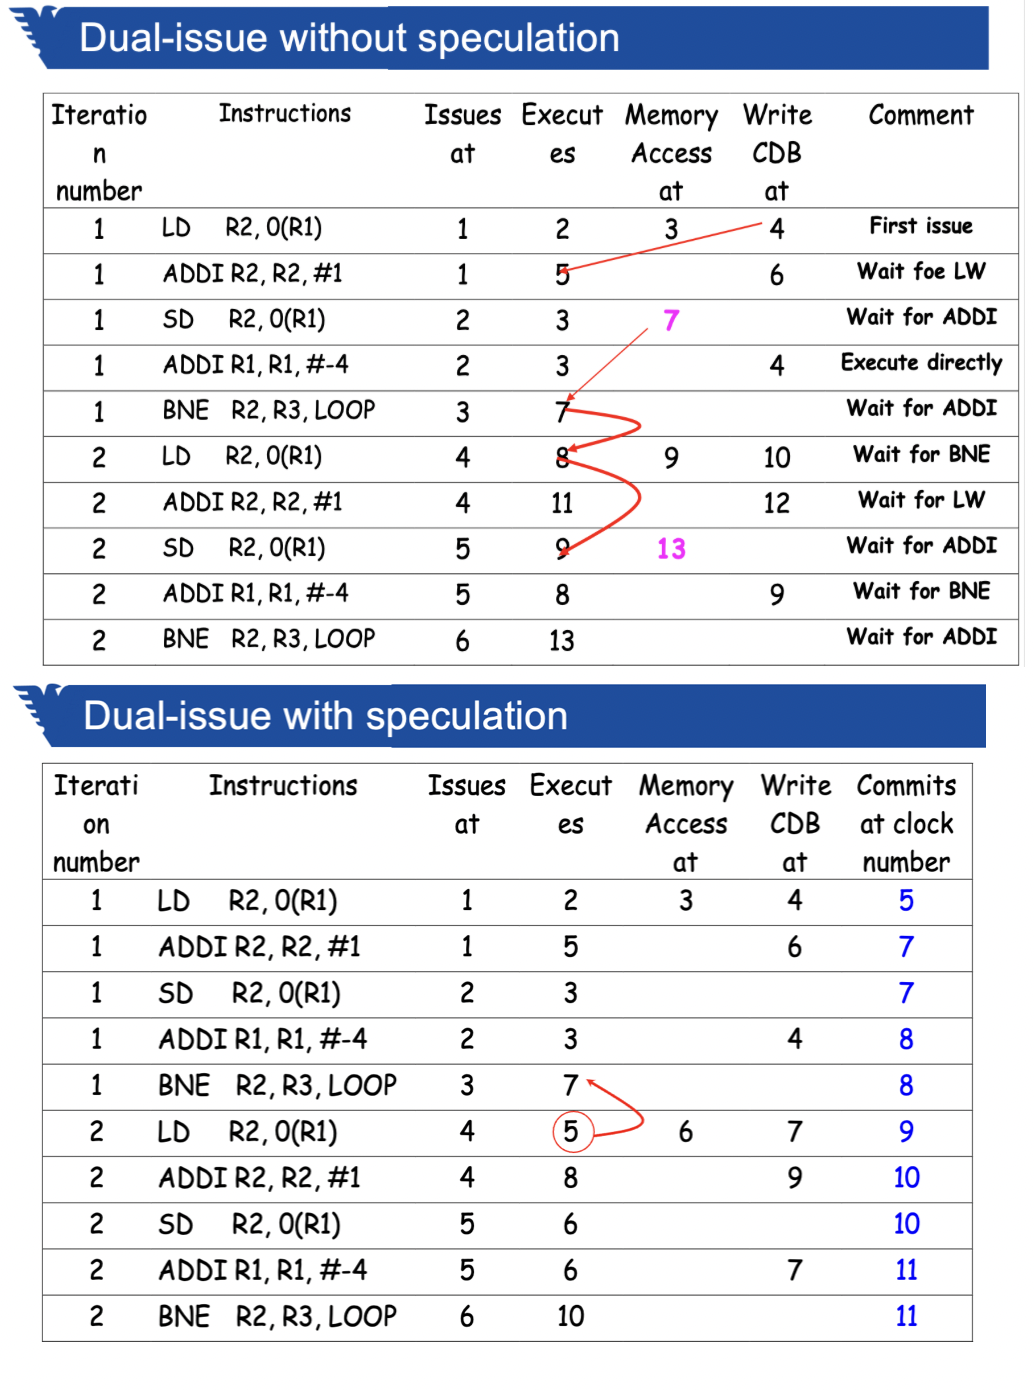 Dual-issue without speculation
Iteratio Instructions Issues Execut Memory Write Comment
n at es Access CDB
number at at
1 LD R2, 0(R1) 1 2 3 4 First issue
1 ADDI R2, R2, #1 1 5 6 Wait foe LW
1 SD R2, 0(R1) 2 3 7 Wait for ADDI
1 ADDI R1, R1, #-4 2 3 4 Execute directly
1 BNE R2, R3, LOOP 3 7 Wait for ADDI
2 LD R2, 0(R1) 4 8 9 10 Wait for BNE
2 ADDI R2, R2, #1 4 11 12 Wait for LW
2 SD R2, 0(R1) 5 9 13 Wait for ADDI
2 ADDI R1, R1, #-4 5 8 9 Wait for BNE
2 BNE R2, R3, LOOP 6 13 Wait for ADDI
Dual-issue with speculation
Iterati Instructions Issues Execut Memory Write Commits
on at es Access CDB at clock
number at at number
1 LD R2, 0(R1) 1 2 3 4 5
1 ADDI R2, R2, #1 1 5 6 7
1 SD R2, 0(R1) 2 3 7
1 ADDI R1, R1, #-4 2 3 4 8
1 BNE R2, R3, LOOP 3 7 8
2 LD R2, 0(R1) 4 5 6 7 9
2 ADDI R2, R2, #1 4 8 9 10
2 SD R2, 0(R1) 5 6 10
2 ADDI R1, R1, #-4 5 6 7 11
2 BNE R2, R3, LOOP 6 10 11